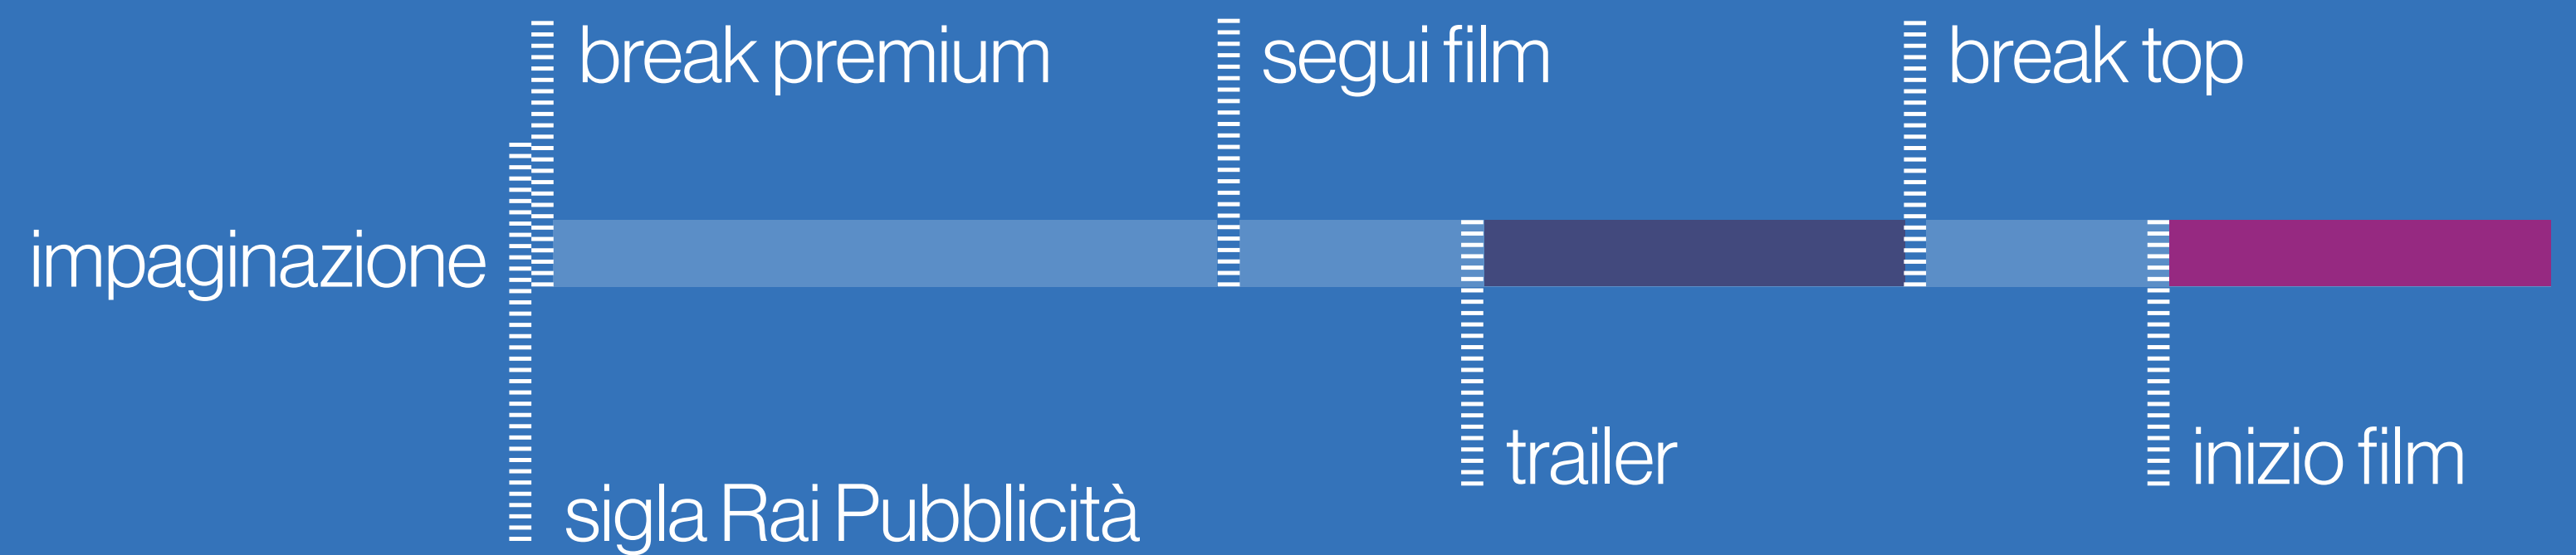 break premium
segui film
break top
impaginazione
trailer
inizio film
sigla Rai Pubblicità